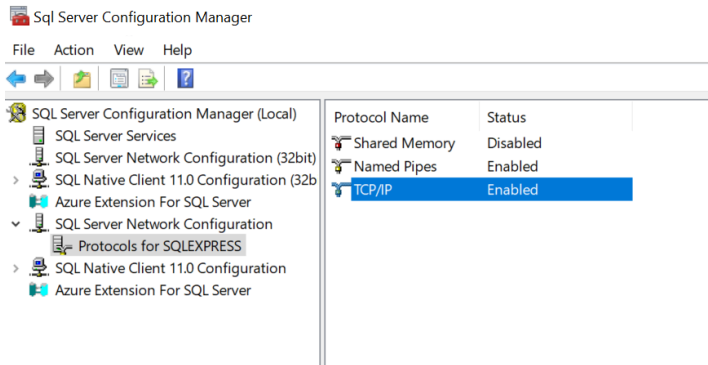 Sql Server Configuration Manager
File Action View Help
SQL Server Configuration Manager (Local)
SQL Server Services
SQL Server Network Configuration (32bit)
SQL Native Client 11.0 Configuration (32b
Azure Extension For SQL Server
SQL Server Network Configuration
Protocols for SQLEXPRESS
SQL Native Client 11.0 Configuration
Azure Extension For SQL Server
Protocol Name Status
Shared Memory Disabled
Named Pipes Enabled
TCP/IP Enabled